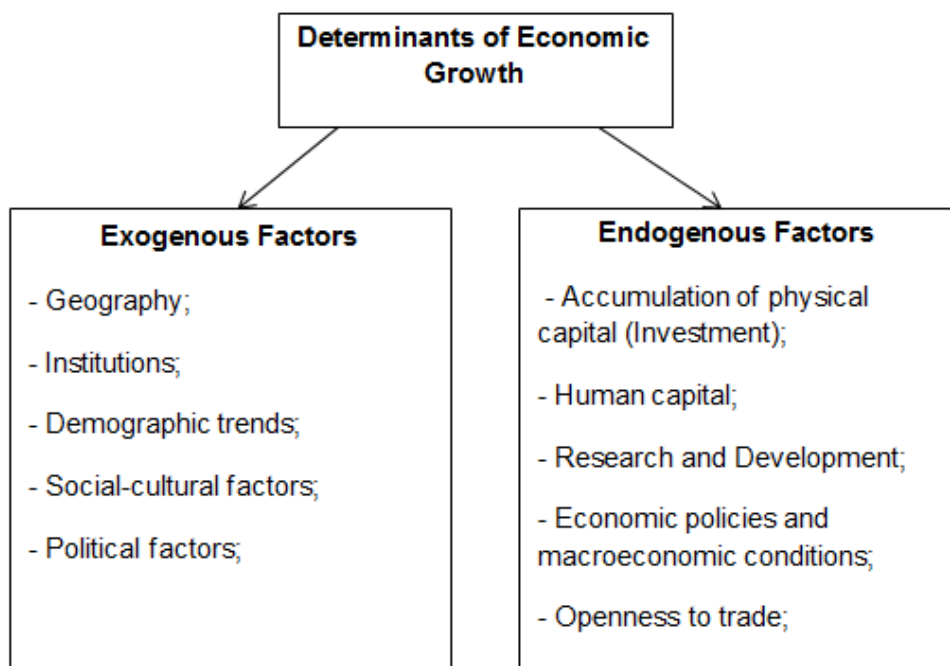 Determinants of Economic
Growth
Exogenous Factors
- Geography;
- Institutions;
- Demographic trends;
- Social-cultural factors;
- Political factors;
Endogenous Factors
- Accumulation of physical
capital (Investment);
- Human capital;
- Research and Development;
- Economic policies and
macroeconomic conditions;
- Openness to trade;